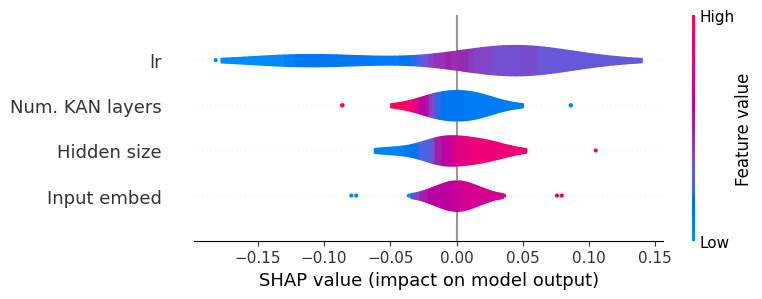 High
lr
Num. KAN layers
Hidden size
Input embed
Feature value
Low
−0.15 −0.10 −0.05 0.00 0.05 0.10 0.15
SHAP value (impact on model output)